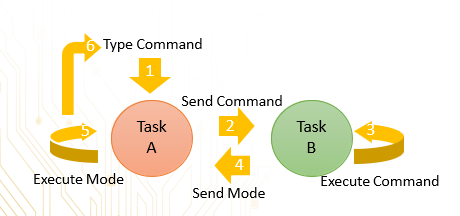 6 Type Command
1
Send Command
Task A
2
Task B
5
3
4
Execute Mode
Send Mode
Execute Command